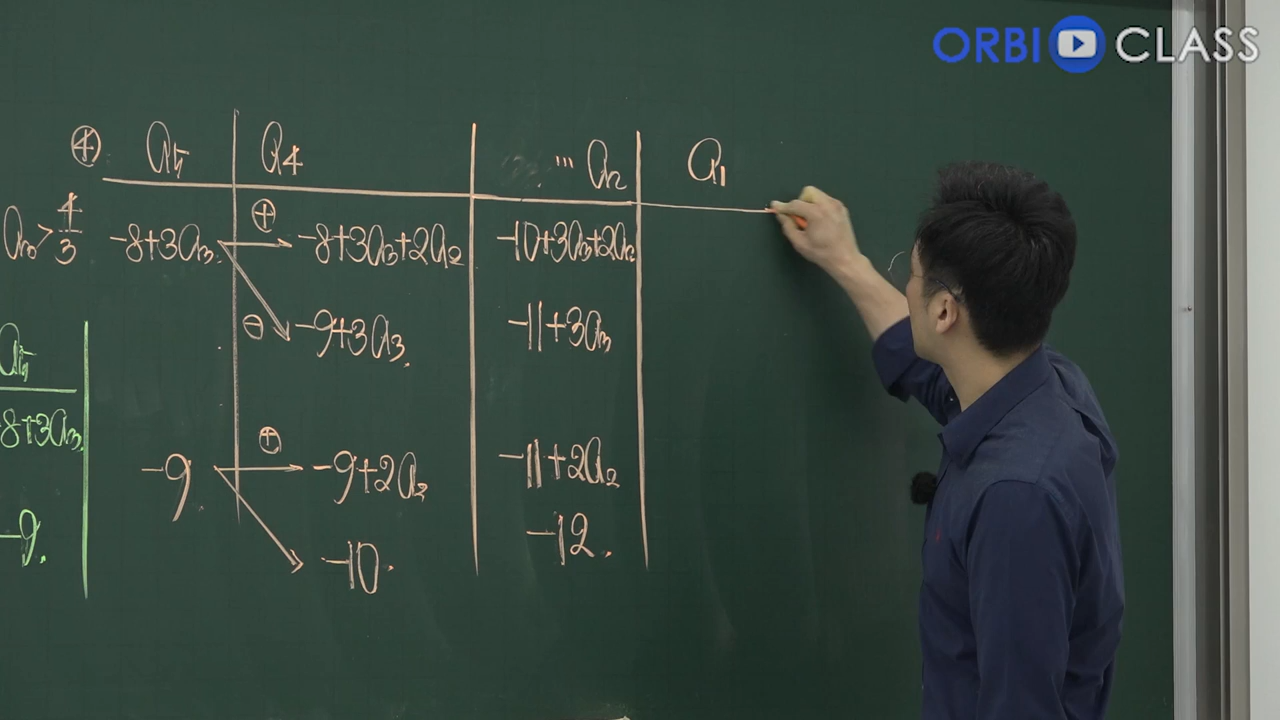 ORBI CLASS
④ a₅ a₄ ... a₂ a₁
a₃ > 4/3 -8+3a₃ ⊕ -8+3a₃+2a₂ -10+3a₃+2a₂
⊖ -9+3a₃. -11+3a₃
a₅
-8+3a₃
-9 ⊕ -9+2a₂ -11+2a₂
-9. -10. -12.